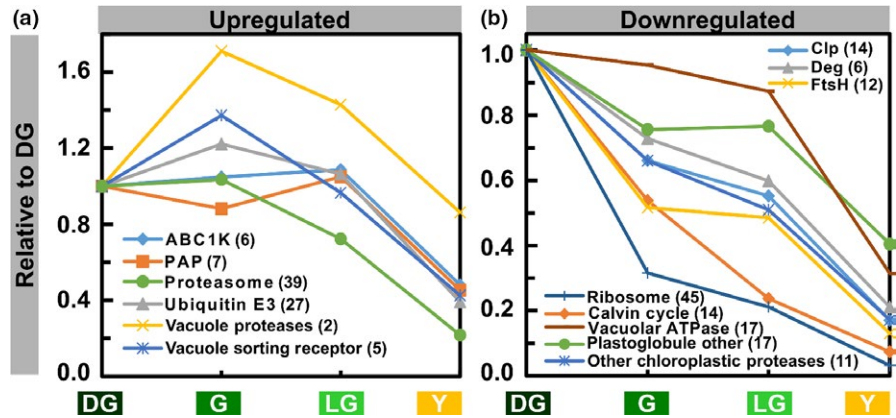 (a) Upregulated
Relative to DG
1.6
1.2
0.8
0.4
0.0
ABC1K (6)
PAP (7)
Proteasome (39)
Ubiquitin E3 (27)
Vacuole proteases (2)
Vacuole sorting receptor (5)
DG G LG Y
(b) Downregulated
1.0
0.8
0.6
0.4
0.2
0.0
Clp (14)
Deg (6)
FtsH (12)
Ribosome (45)
Calvin cycle (14)
Vacuolar ATPase (17)
Plastoglobule other (17)
Other chloroplastic proteases (11)
DG G LG Y